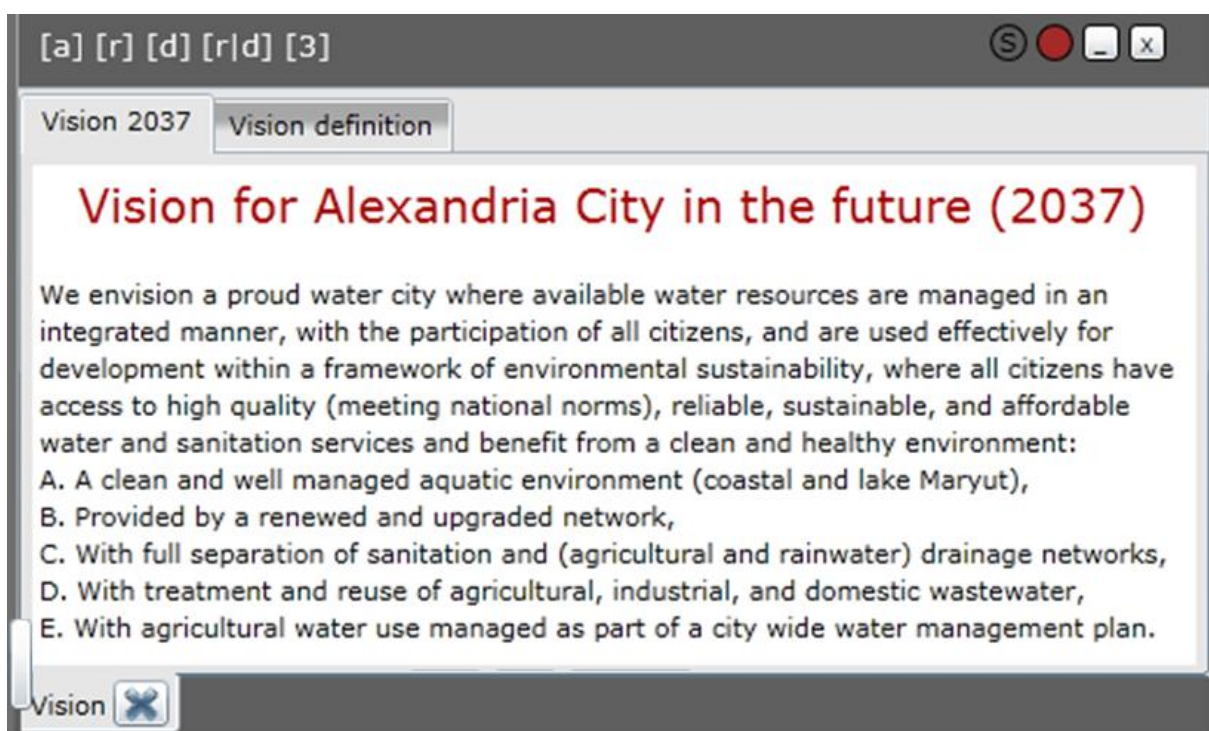 [a] [r] [d] [r|d] [3]
S _ x
Vision 2037 Vision definition
Vision for Alexandria City in the future (2037)
We envision a proud water city where available water resources are managed in an
integrated manner, with the participation of all citizens, and are used effectively for
development within a framework of environmental sustainability, where all citizens have
access to high quality (meeting national norms), reliable, sustainable, and affordable
water and sanitation services and benefit from a clean and healthy environment:
A. A clean and well managed aquatic environment (coastal and lake Maryut),
B. Provided by a renewed and upgraded network,
C. With full separation of sanitation and (agricultural and rainwater) drainage networks,
D. With treatment and reuse of agricultural, industrial, and domestic wastewater,
E. With agricultural water use managed as part of a city wide water management plan.
Vision